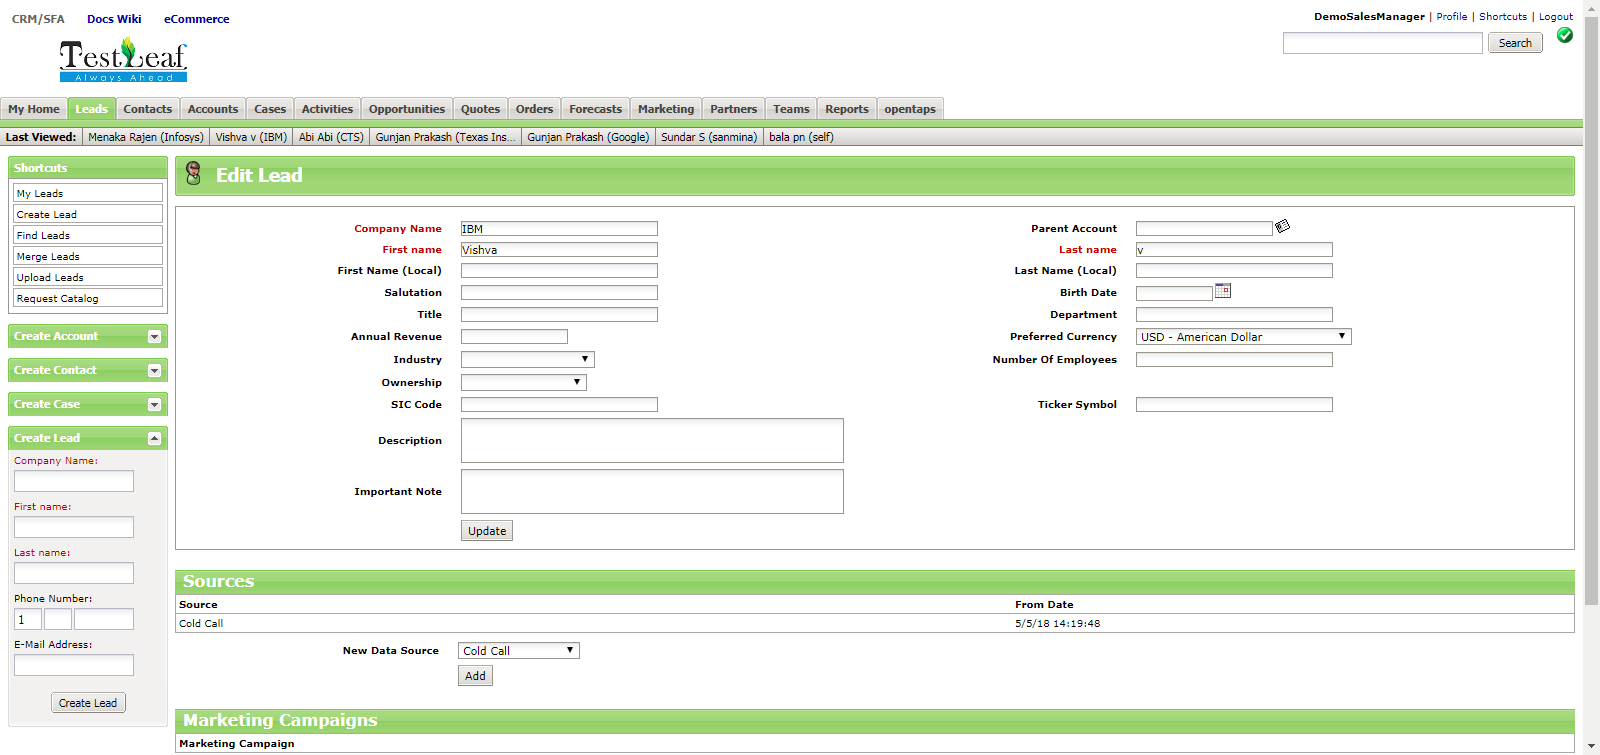 CRM/SFA Docs Wiki eCommerce
DemoSalesManager | Profile | Shortcuts | Logout
TestLeaf
Always Ahead
Search
My Home Leads Contacts Accounts Cases Activities Opportunities Quotes Orders Forecasts Marketing Partners Teams Reports opentaps
Last Viewed: Menaka Rajen (Infosys) Vishva v (IBM) Abi Abi (CTS) Gunjan Prakash (Texas Ins... Gunjan Prakash (Google) Sundar S (sanmina) bala pn (self)
Shortcuts
My Leads
Create Lead
Find Leads
Merge Leads
Upload Leads
Request Catalog
Create Account
Create Contact
Create Case
Create Lead
Company Name:
First name:
Last name:
Phone Number:
1
E-Mail Address:
Create Lead
Edit Lead
Company Name IBM Parent Account
First name Vishva Last name v
First Name (Local) Last Name (Local)
Salutation Birth Date
Title Department
Annual Revenue Preferred Currency USD - American Dollar
Industry Number Of Employees
Ownership
SIC Code Ticker Symbol
Description
Important Note
Update
Sources
Source From Date
Cold Call 5/5/18 14:19:48
New Data Source Cold Call
Add
Marketing Campaigns
Marketing Campaign